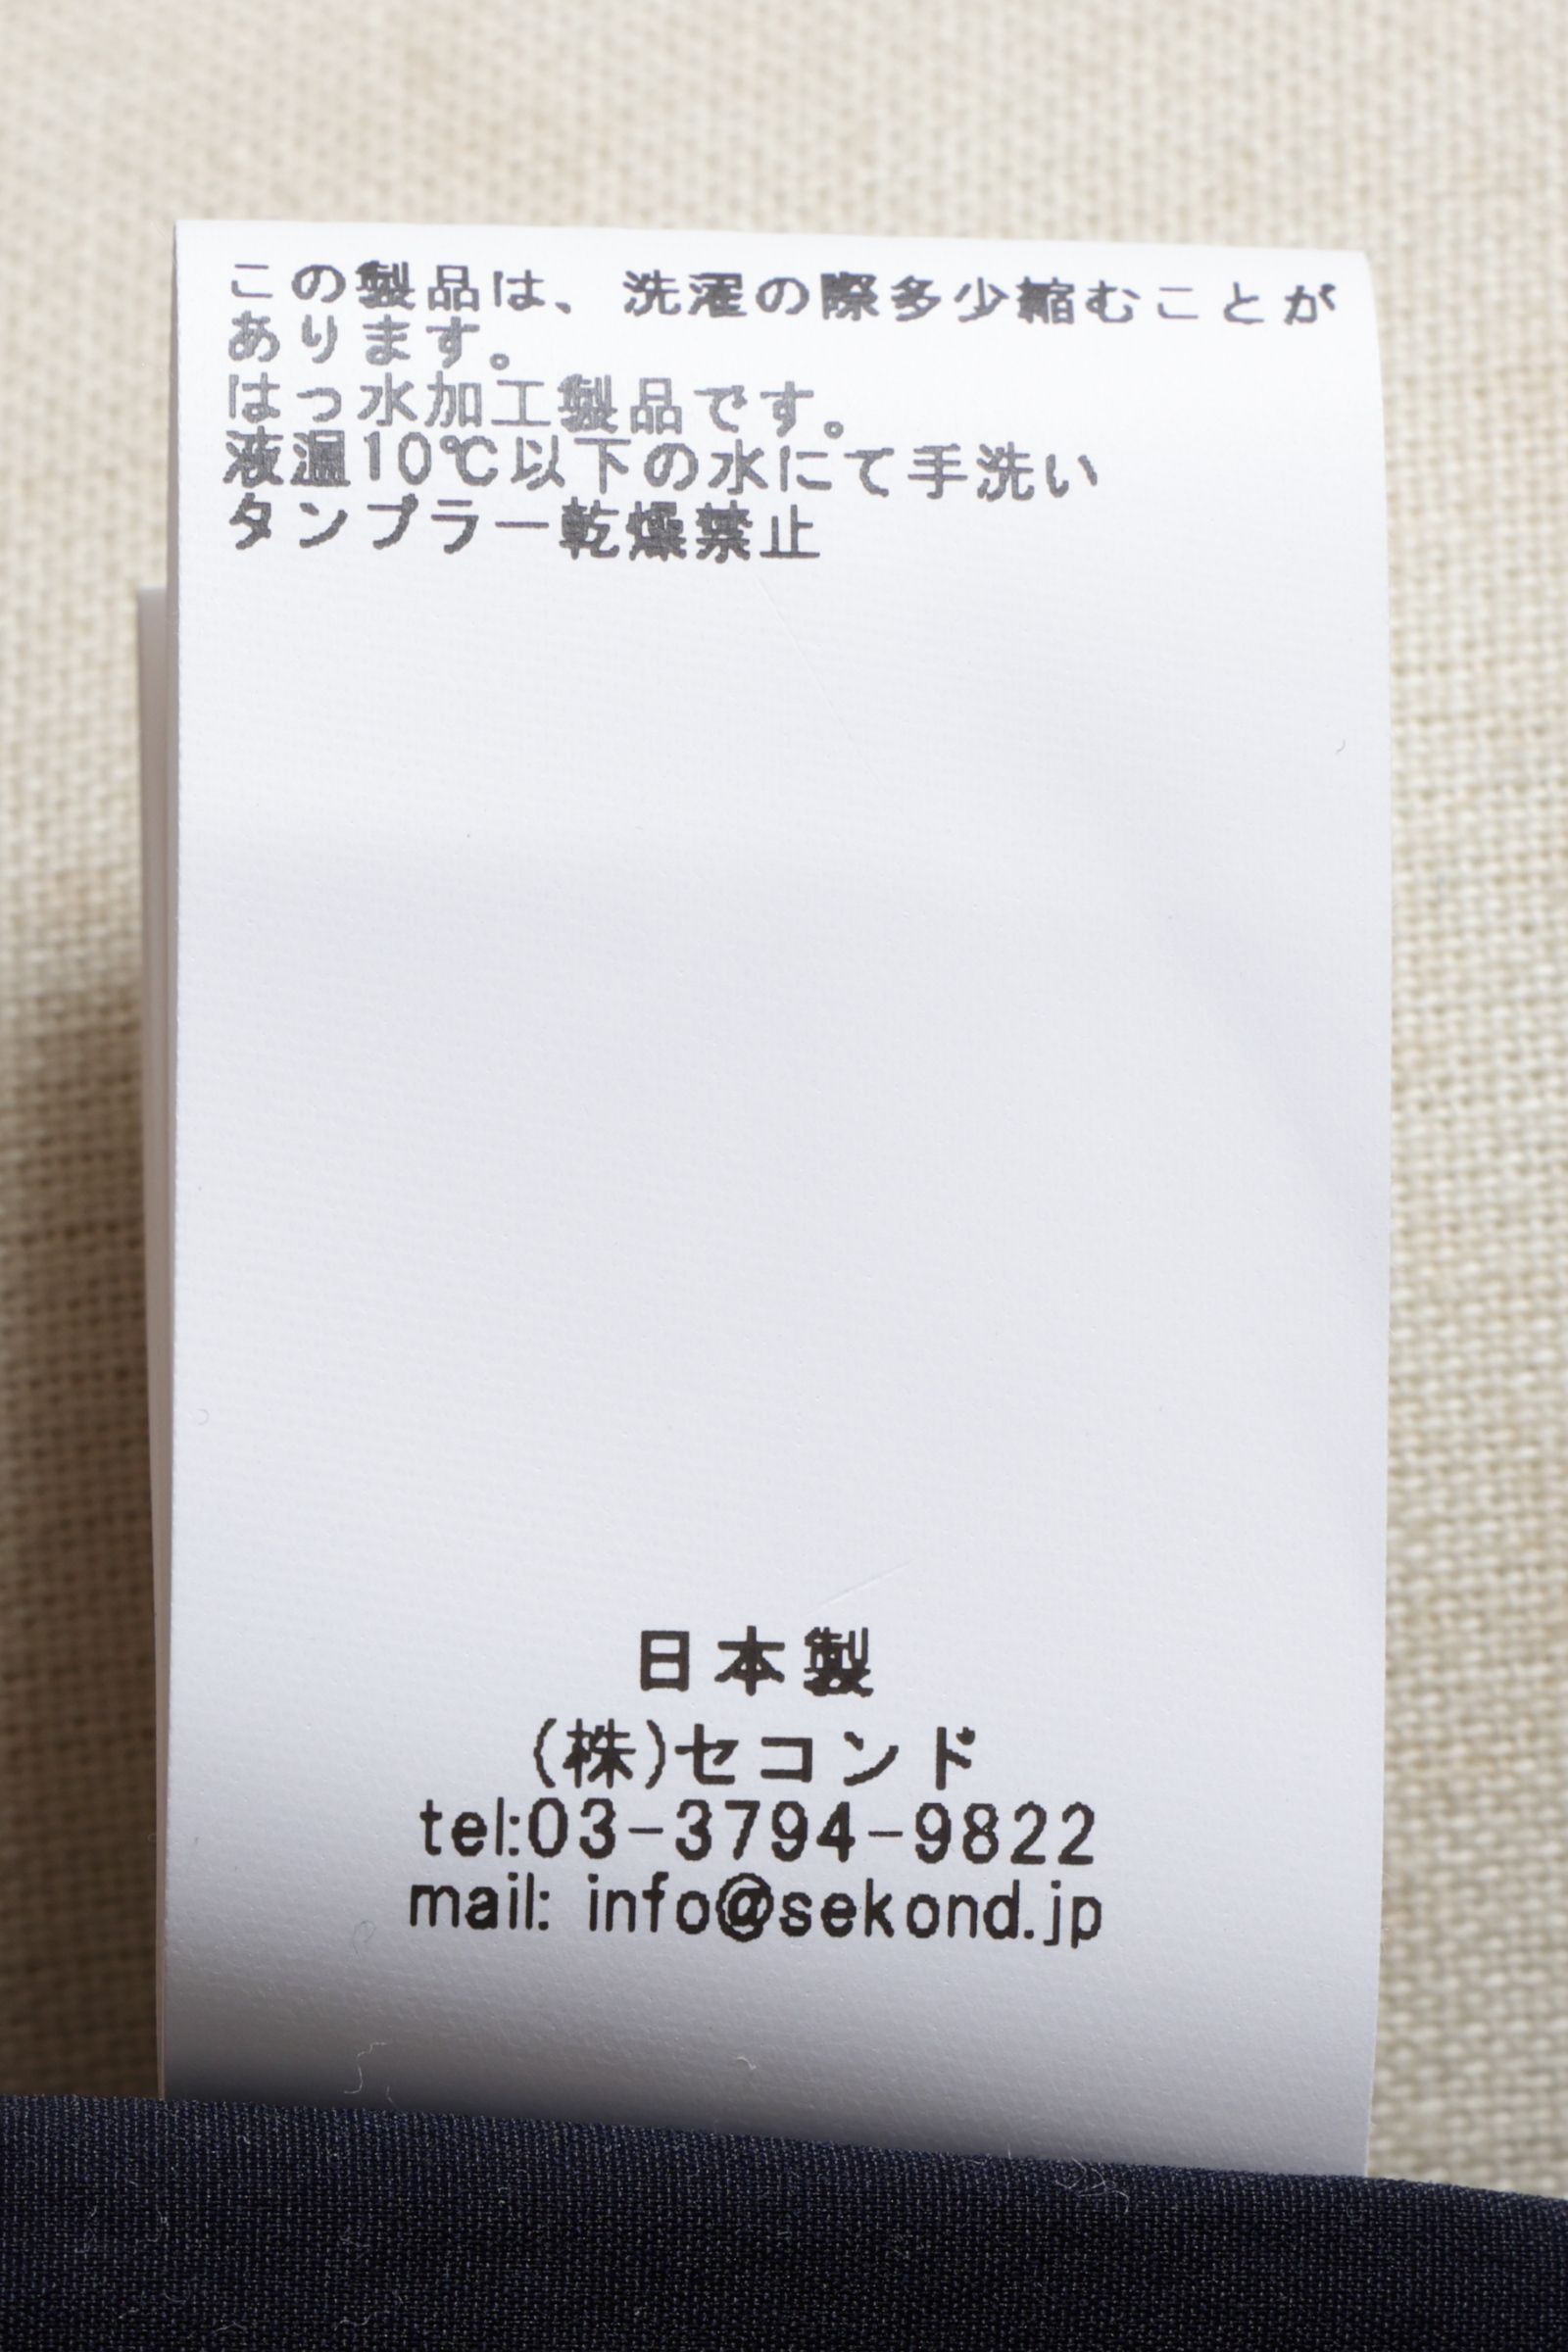 この製品は、洗濯の際多少縮むことが
あります。
はっ水加工製品です。
液温10℃以下の水にて手洗い
タンブラー乾燥禁止
日本製
(株)セコンド
tel:03-3794-9822
mail: info@sekond.jp